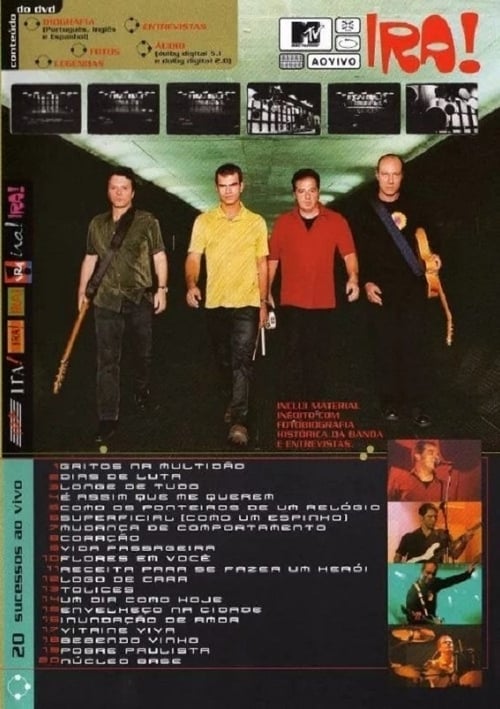 do dvd
conteúdo
BIOGRAFIA
(Português, Inglês
e Espanhol)
FOTOS
LEGENDAS
ENTREVISTAS
ÁUDIO
(dolby digital 5.1
e dolby digital 2.0)
MTV
AO VIVO
IRA!
IRA!
ira!
IRA!
IRA!
INCLUI MATERIAL
INÉDITO COM
FOTOBIOGRAFIA
HISTÓRICA DA BANDA
E ENTREVISTAS.
20 sucessos ao vivo
1 GRITOS NA MULTIDÃO
2 DIAS DE LUTA
3 LONGE DE TUDO
4 É ASSIM QUE ME QUEREM
5 COMO OS PONTEIROS DE UM RELÓGIO
6 SUPERFICIAL [COMO UM ESPINHO]
7 MUDANÇA DE COMPORTAMENTO
8 CORAÇÃO
9 VIDA PASSAGEIRA
10 FLORES EM VOCÊ
11 RECEITA PARA SE FAZER UM HERÓI
12 LOGO DE CARA
13 TOLICES
14 UM DIA COMO HOJE
15 ENVELHEÇO NA CIDADE
16 INUNDAÇÃO DE AMOR
17 VITRINE VIVA
18 BEBENDO VINHO
19 POBRE PAULISTA
20 NÚCLEO BASE